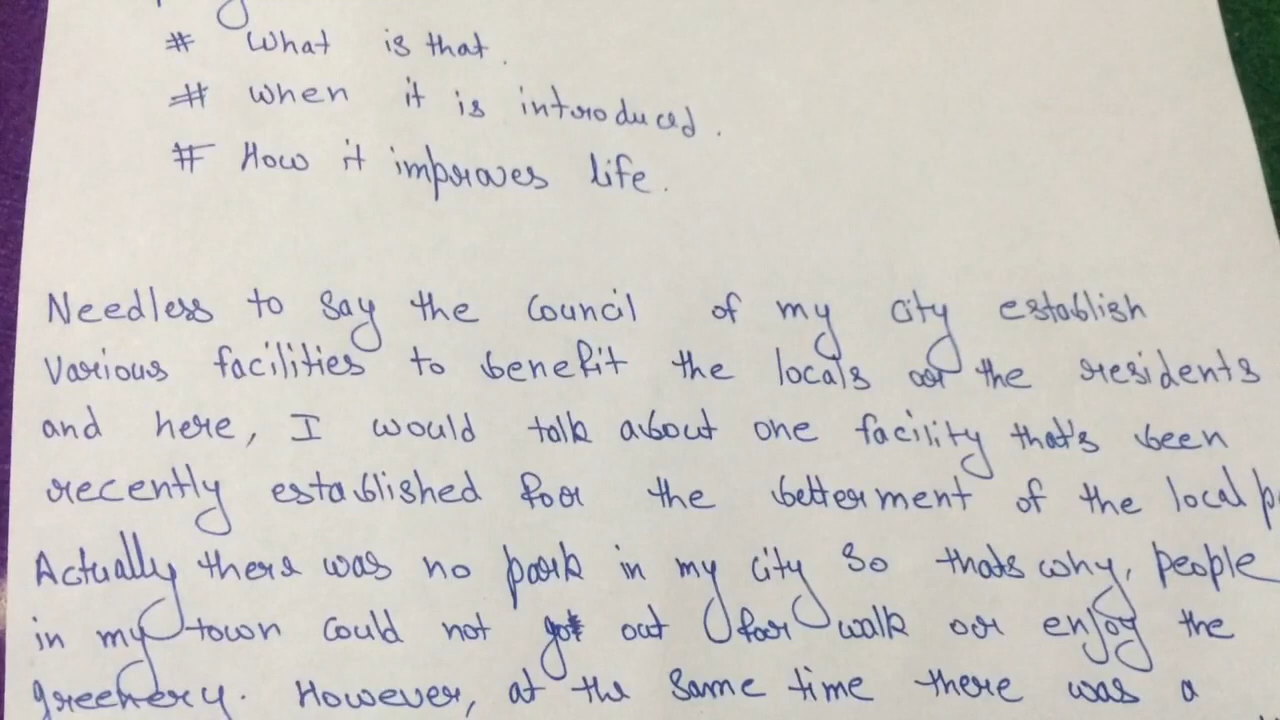 # What is that.
# when it is introduced.
# How it improves life.
Needless to say the Council of my city establish
various facilities to benefit the locals or the residents
and here, I would talk about one facility that's been
recently established for the betterment of the local
Actually there was no park in my city so thats why, people
in my town could not got out for walk or enjoy the
greenery. However, at the same time there was a